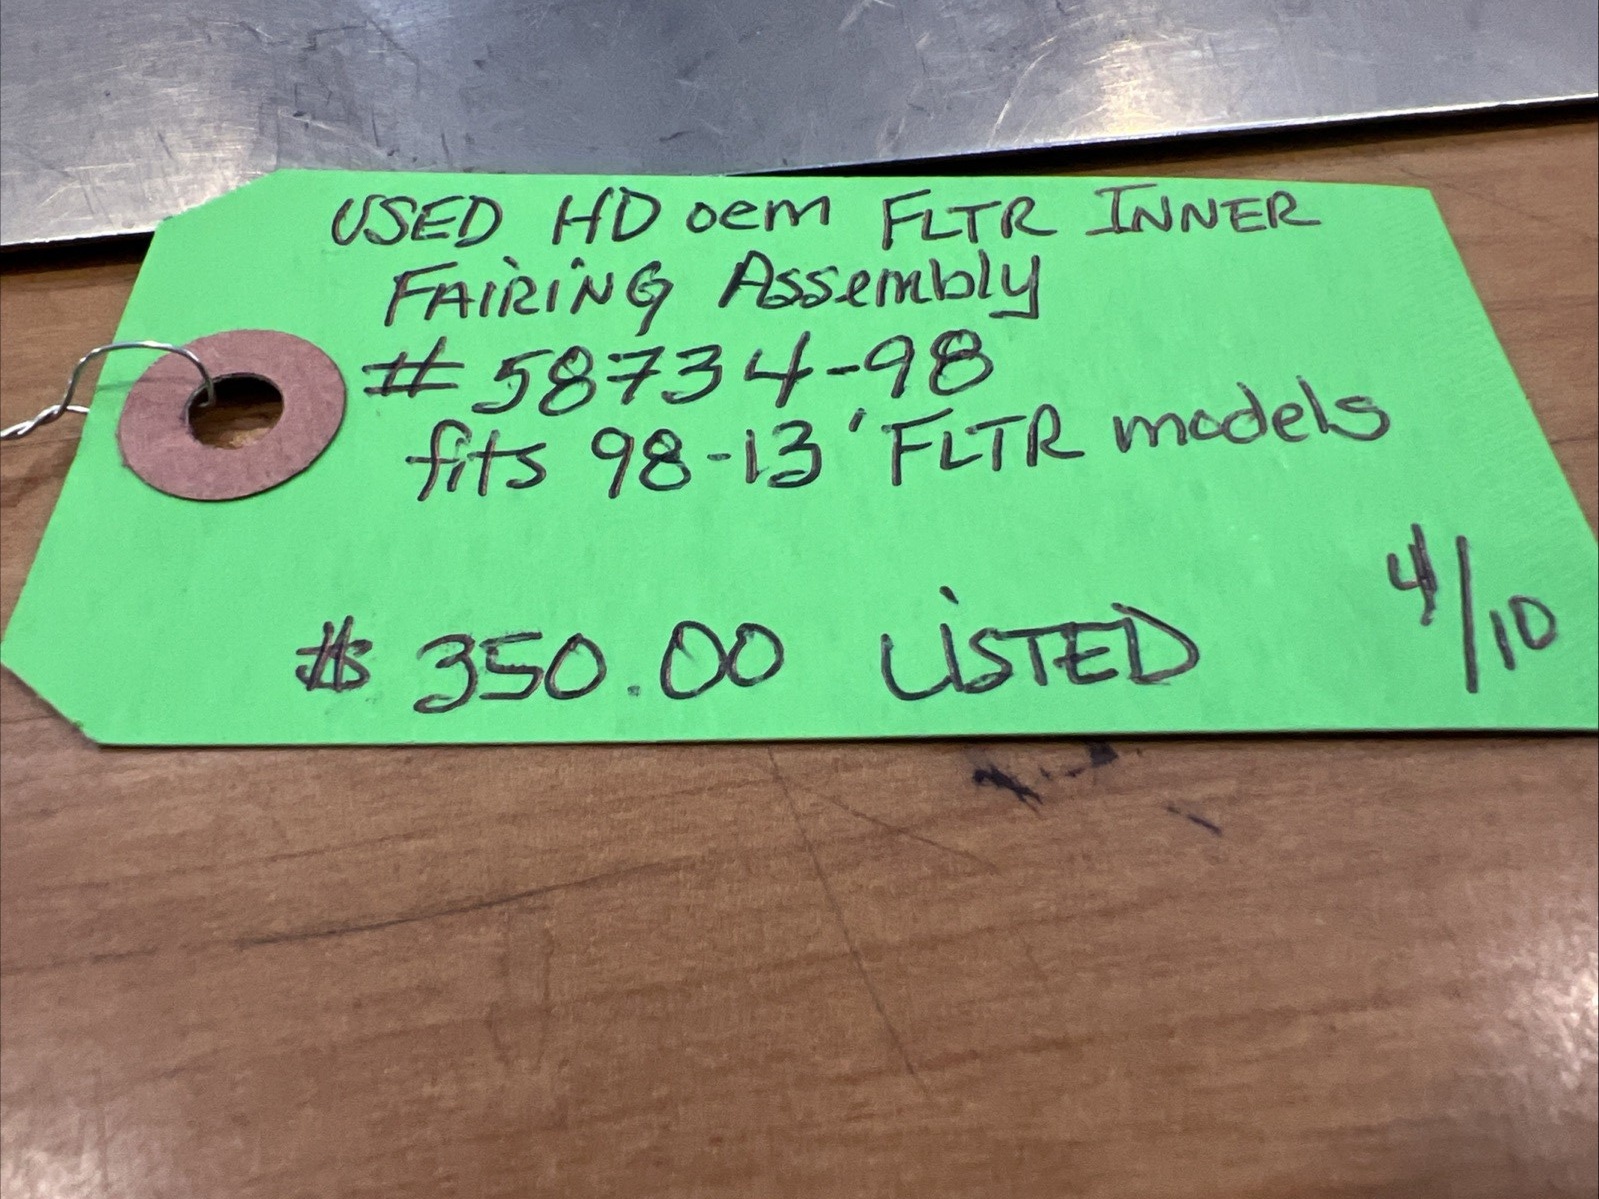 USED HD oem FLTR INNER
FAIRING Assembly
# 58734-98
fits 98-13' FLTR models
4/10
$ 350.00 LISTED